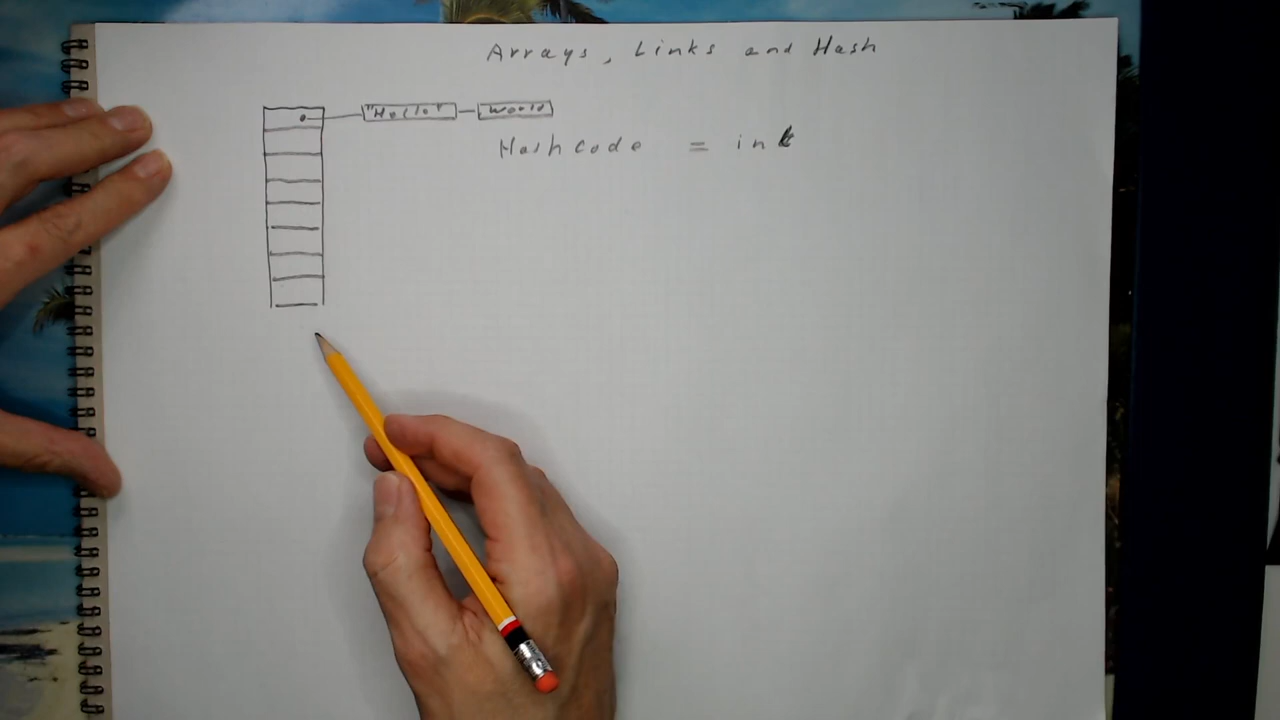 Arrays, Links and Hash
"Hello" World
Hashcode = int